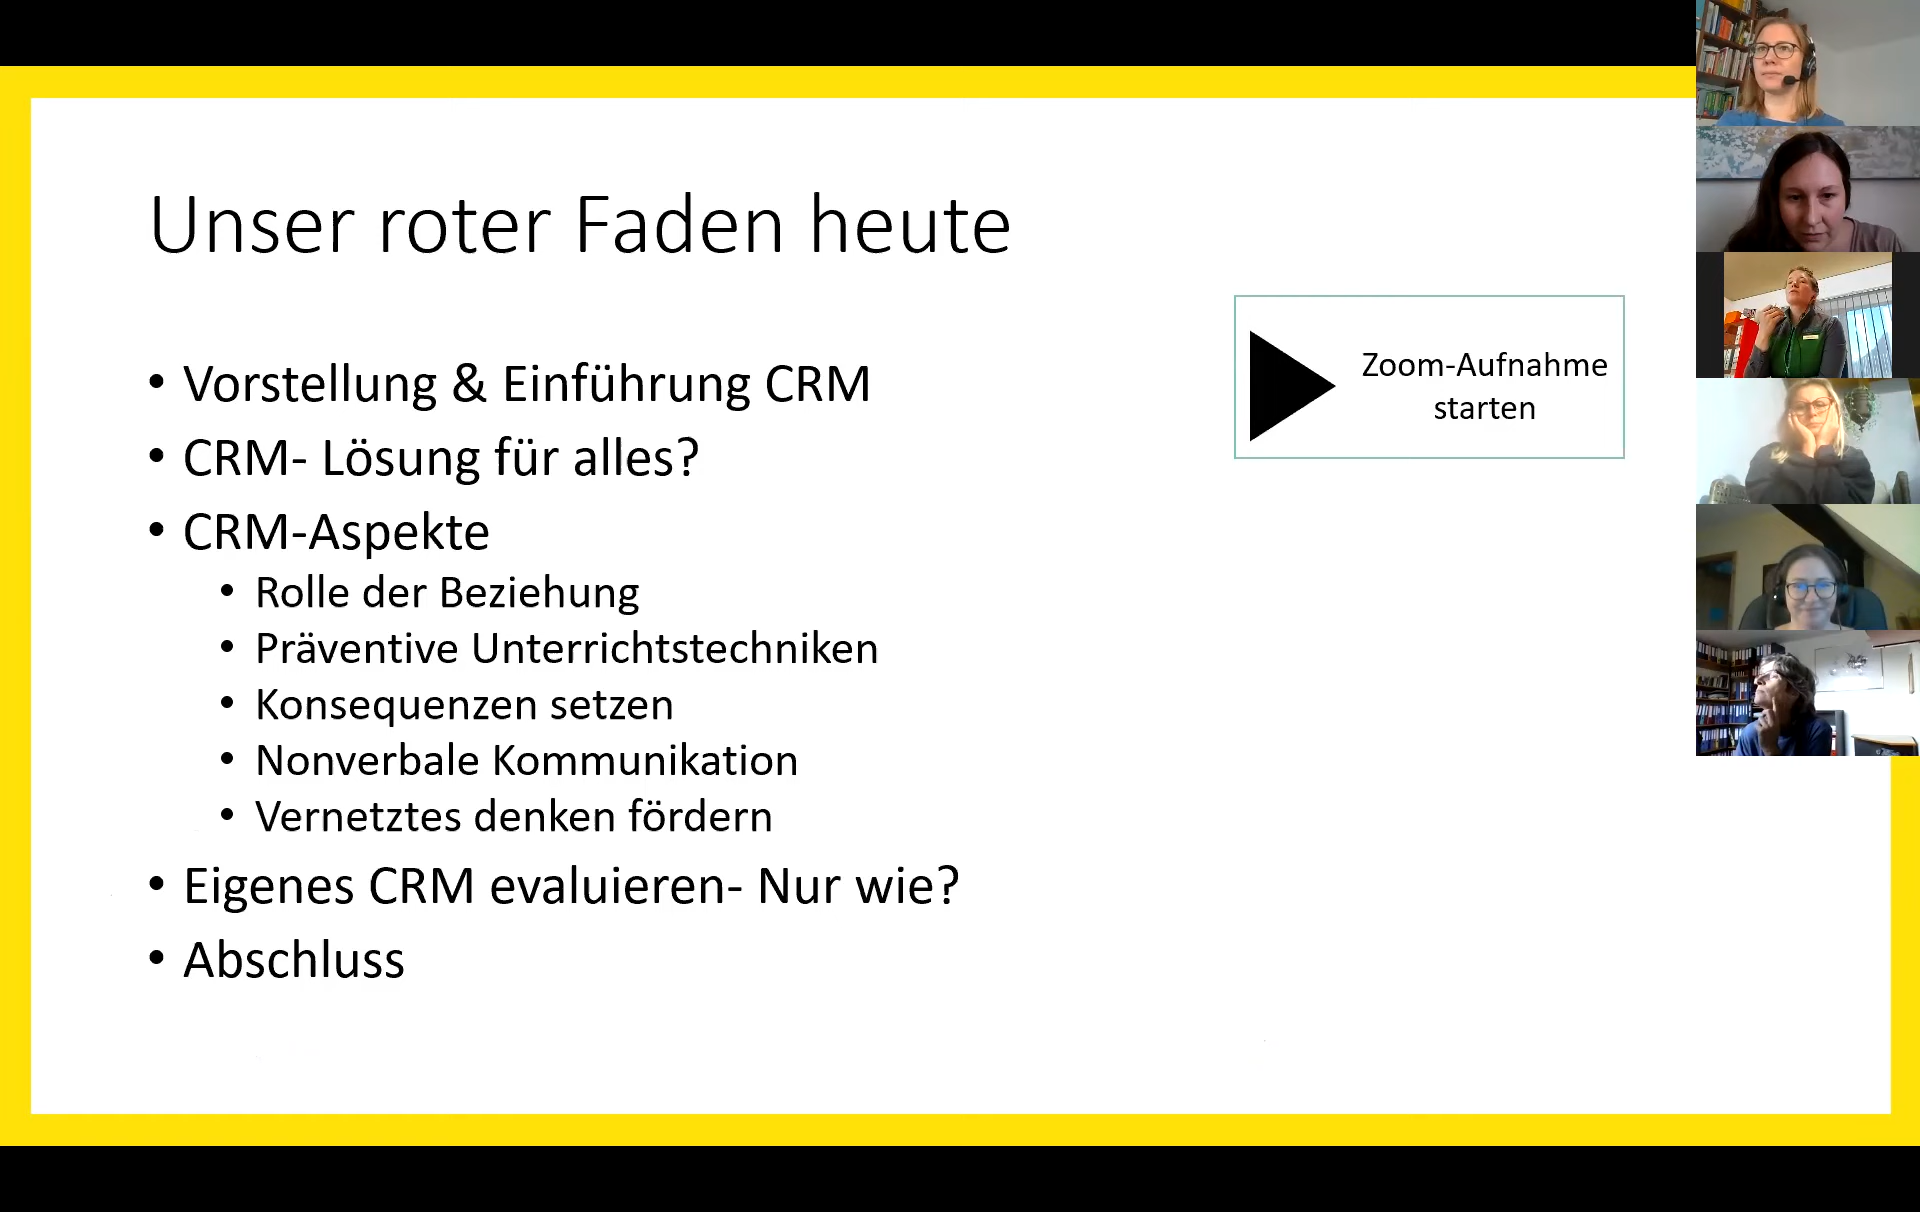 Unser roter Faden heute
• Vorstellung & Einführung CRM
• CRM- Lösung für alles?
• CRM-Aspekte
• Rolle der Beziehung
• Präventive Unterrichtstechniken
• Konsequenzen setzen
• Nonverbale Kommunikation
• Vernetztes denken fördern
• Eigenes CRM evaluieren- Nur wie?
• Abschluss
Zoom-Aufnahme
starten